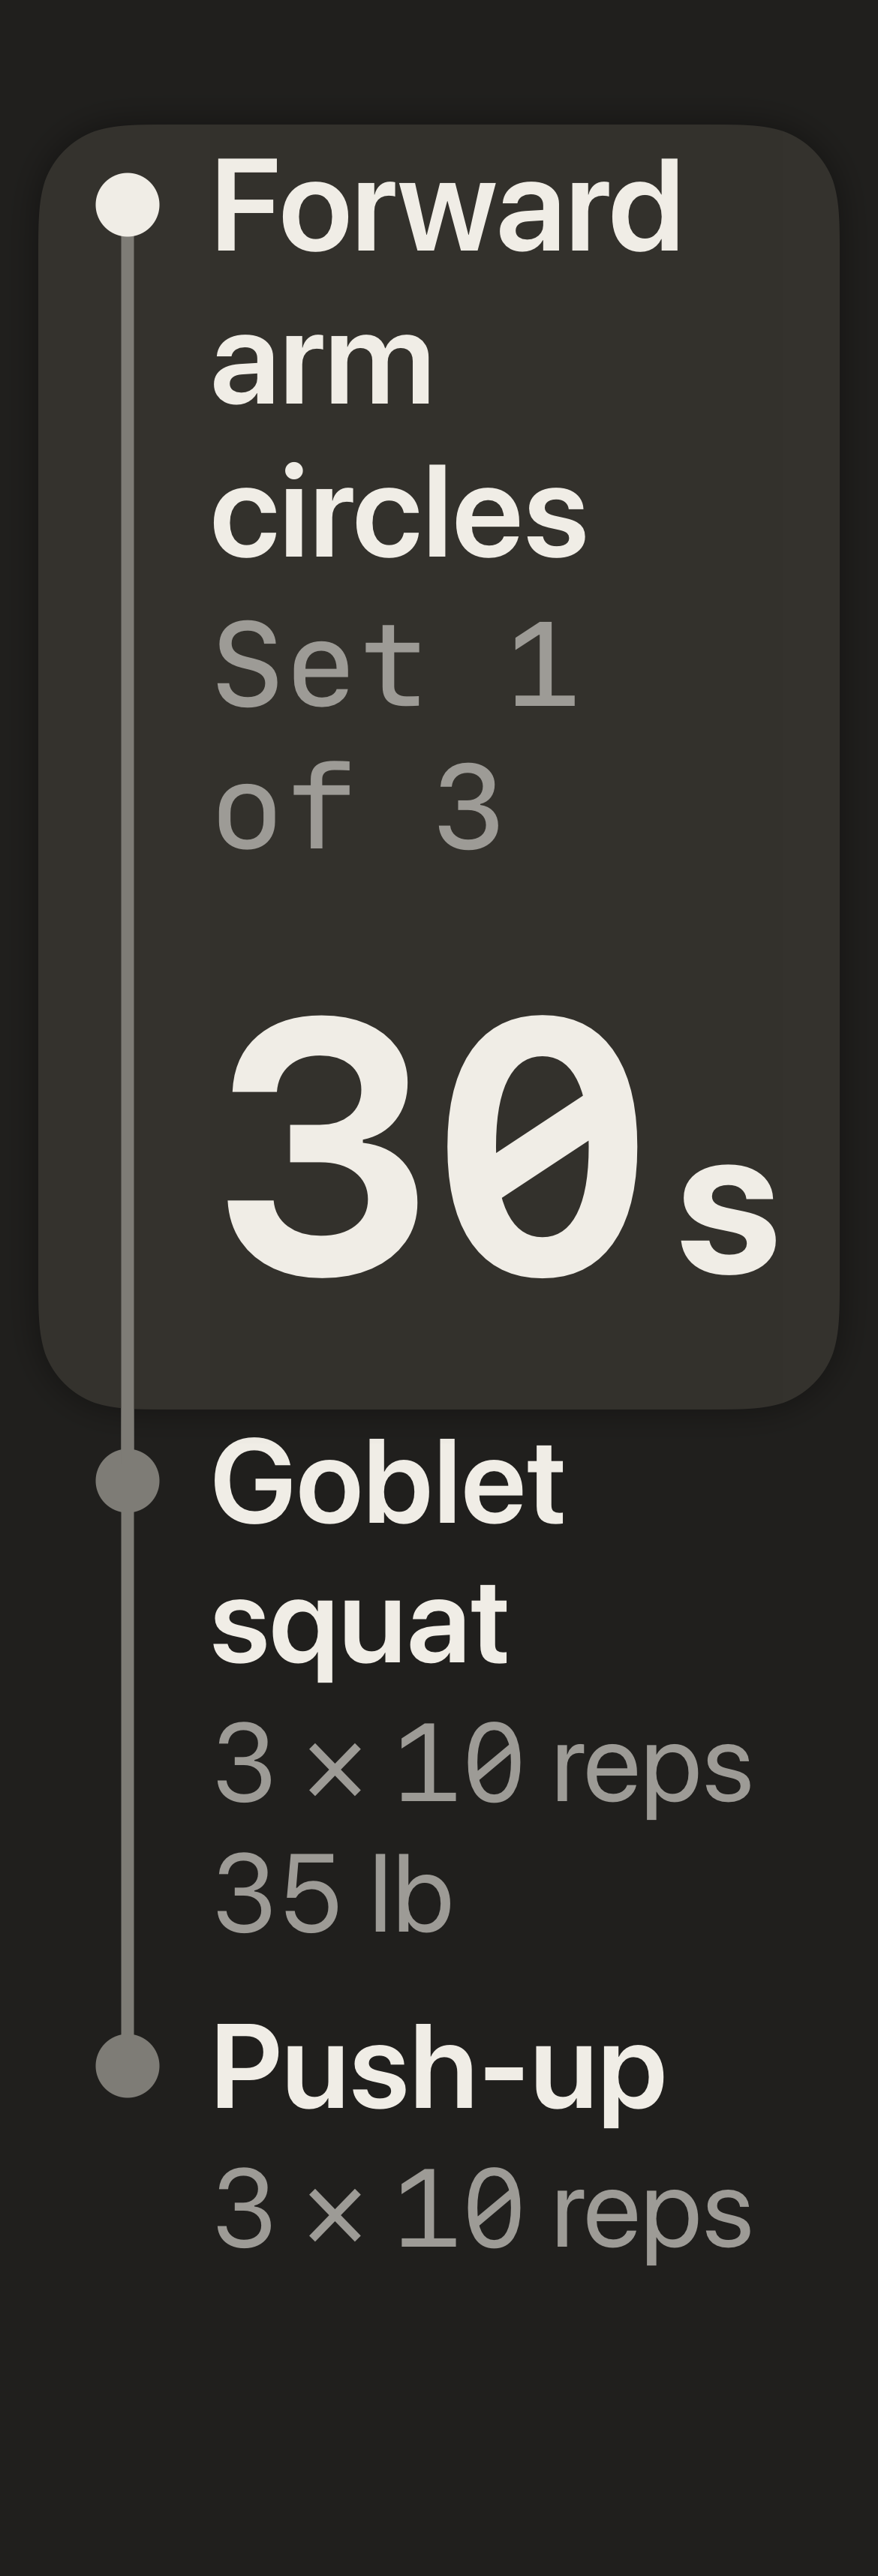 Forward
arm
circles
Set 1
of 3
30s
Goblet
squat
3 × 10 reps
35 lb
Push-up
3 × 10 reps